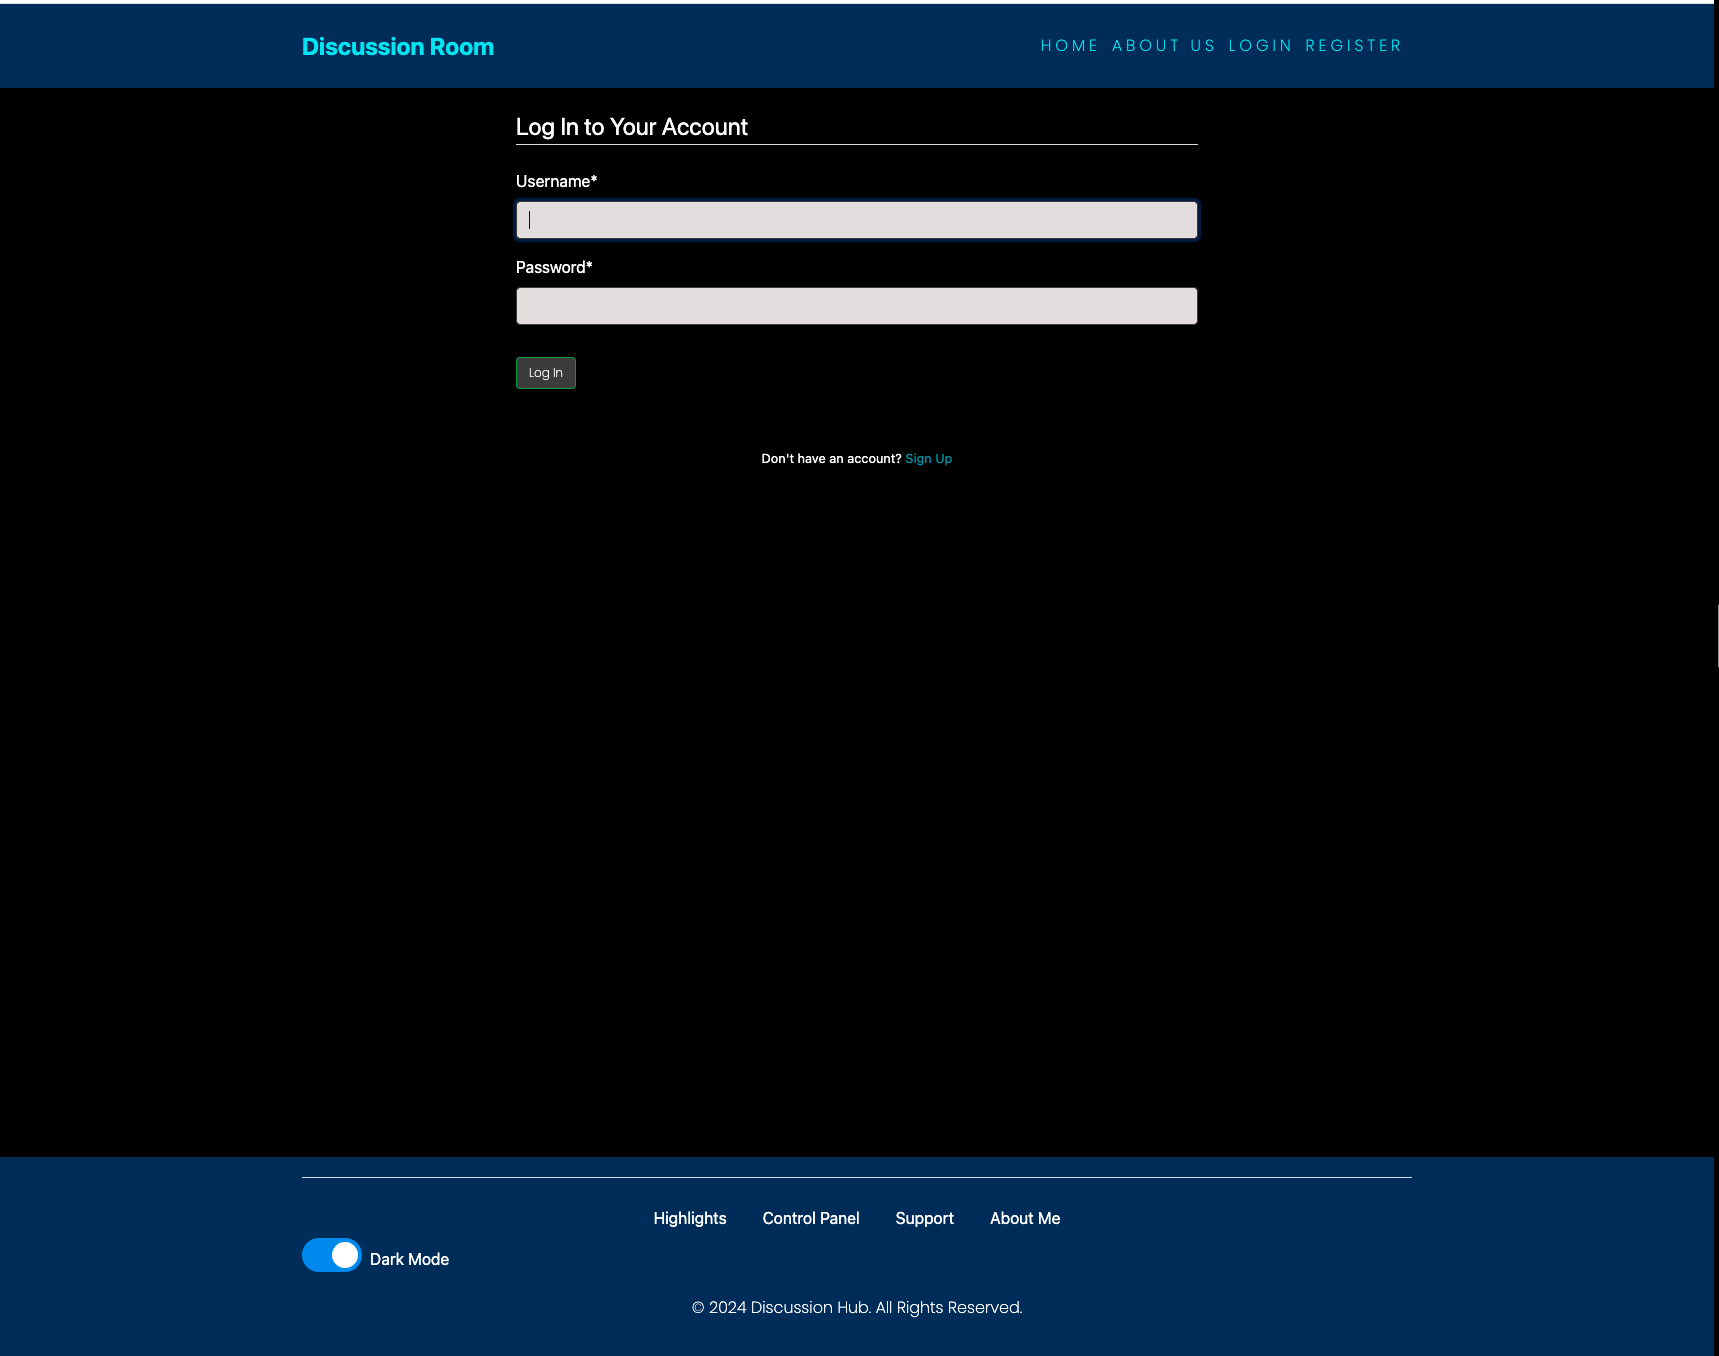 Discussion Room
HOME ABOUT US LOGIN REGISTER
Log In to Your Account
Username*
Password*
Log In
Don't have an account? Sign Up
Highlights Control Panel Support About Me
Dark Mode
© 2024 Discussion Hub. All Rights Reserved.